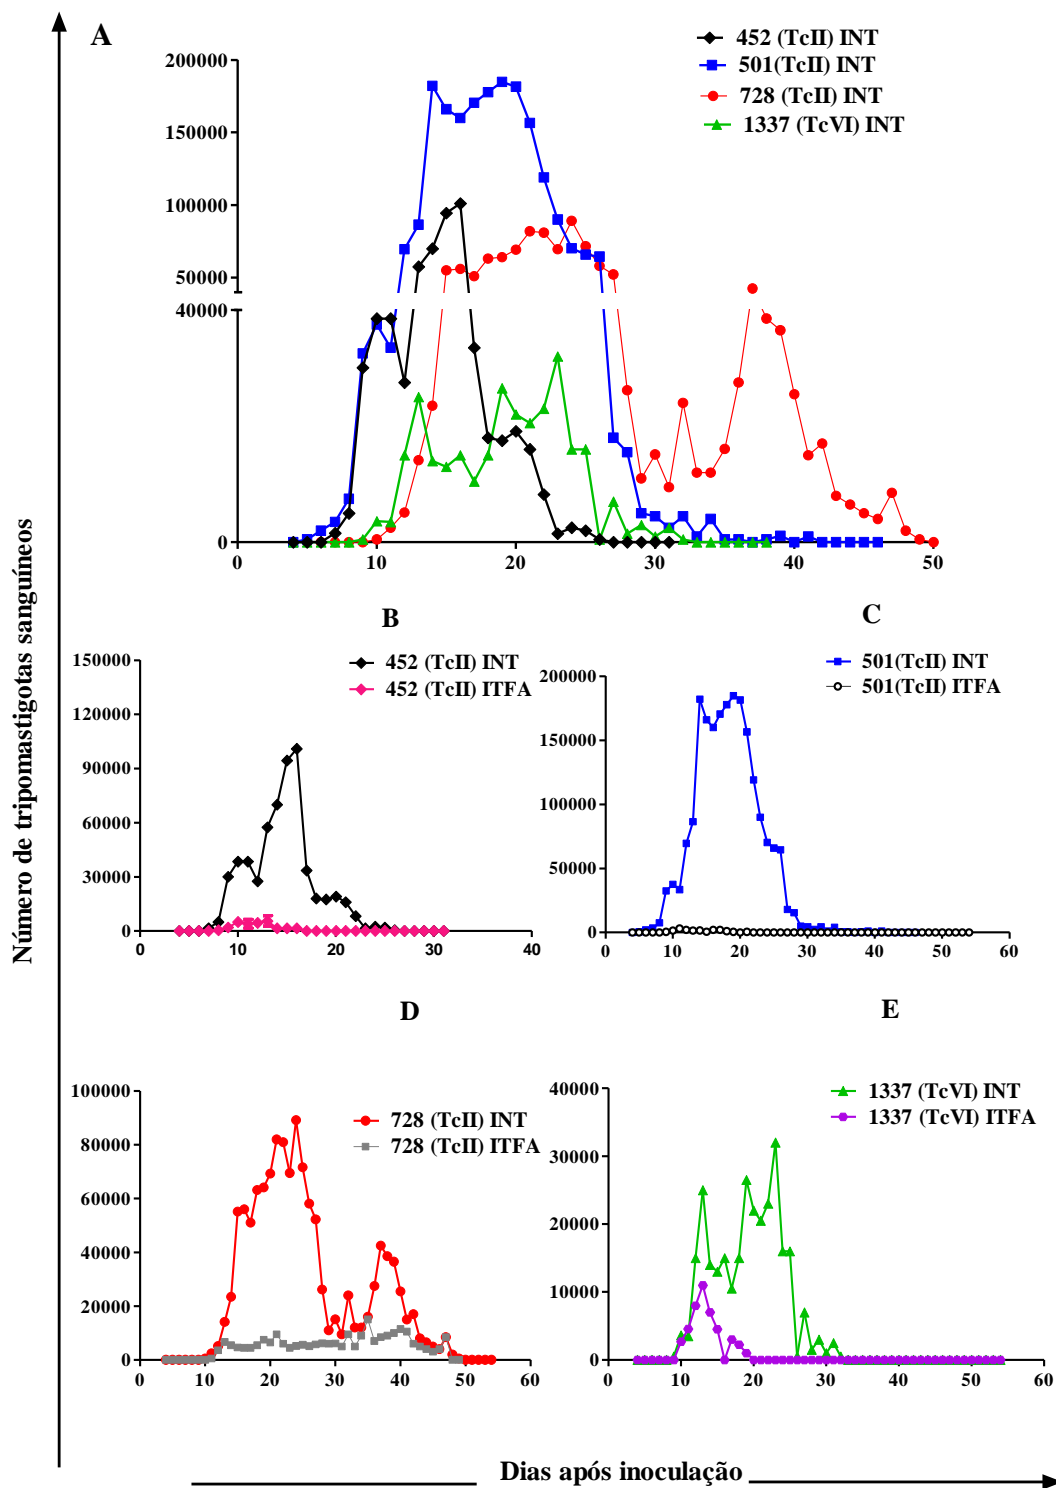 A
452 (TcII) INT
501(TcII) INT
728 (TcII) INT
1337 (TcVI) INT
200000
150000
100000
50000
40000
0
0 10 20 30 40 50
Número de tripomastigotas sanguíneos
B
452 (TcII) INT
452 (TcII) ITFA
150000
120000
90000
60000
30000
0
0 10 20 30 40
C
501(TcII) INT
501(TcII) ITFA
200000
150000
100000
50000
0
0 10 20 30 40 50 60
D
728 (TcII) INT
728 (TcII) ITFA
100000
80000
60000
40000
20000
0
0 10 20 30 40 50 60
E
1337 (TcVI) INT
1337 (TcVI) ITFA
40000
30000
20000
10000
0
0 10 20 30 40 50 60
Dias após inoculação